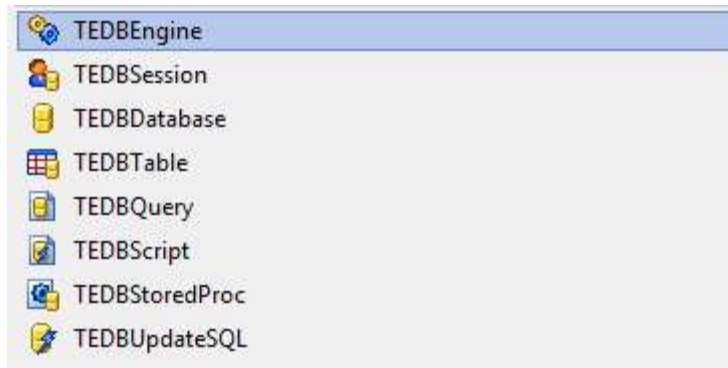 TEDBEngine
TEDBSession
TEDBDatabase
TEDBTable
TEDBQuery
TEDBScript
TEDBStoredProc
TEDBUpdateSQL